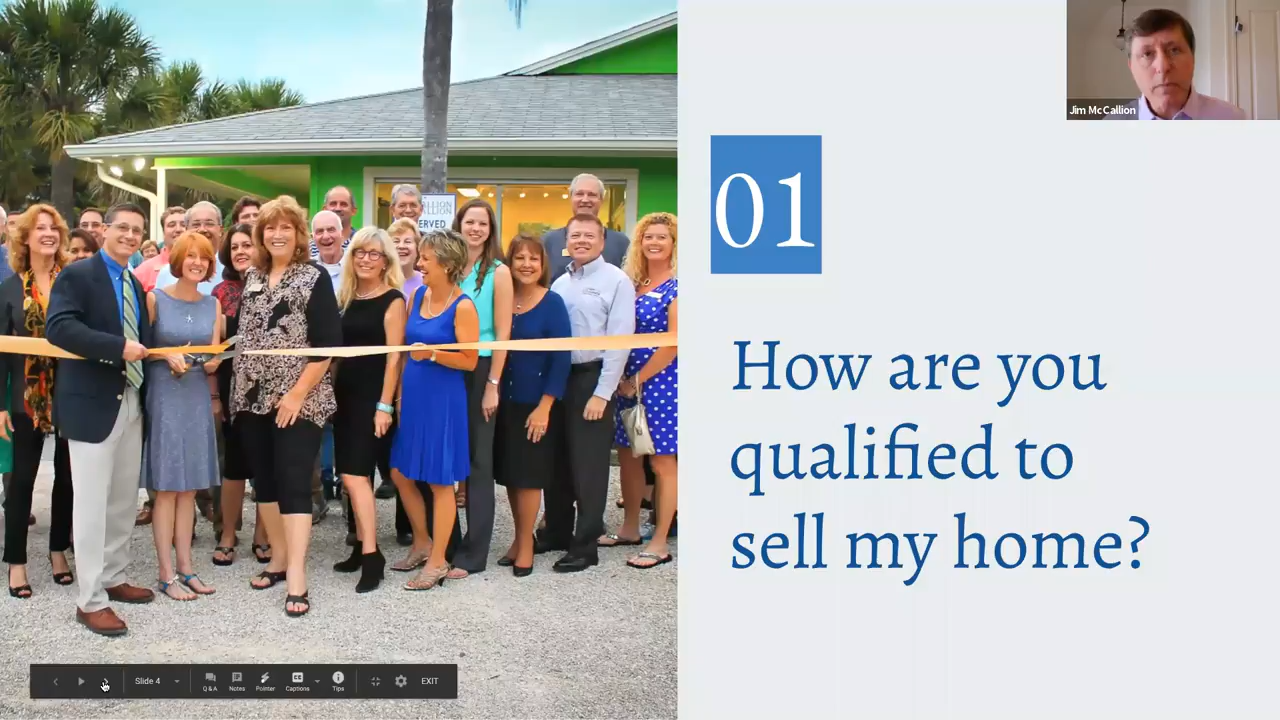 Jim McCallion
01
How are you
qualified to
sell my home?
Slide 4
Q & A
Notes
Pointer
Captions
Tips
EXIT